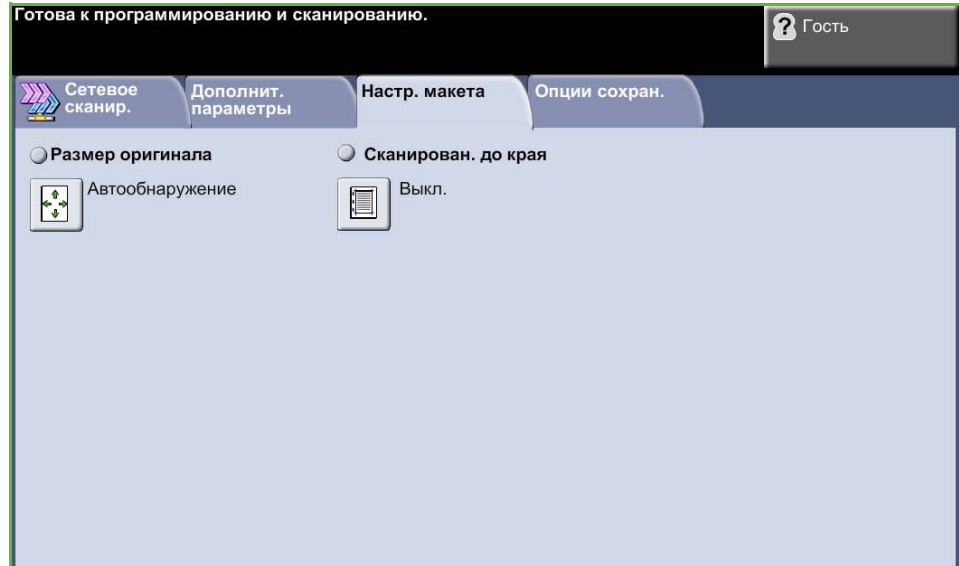 Готова к программированию и сканированию.
? Гость
Сетевое
сканир.
Дополнит.
параметры
Настр. макета
Опции сохран.
Размер оригинала
Автообнаружение
Сканирован. до края
Выкл.